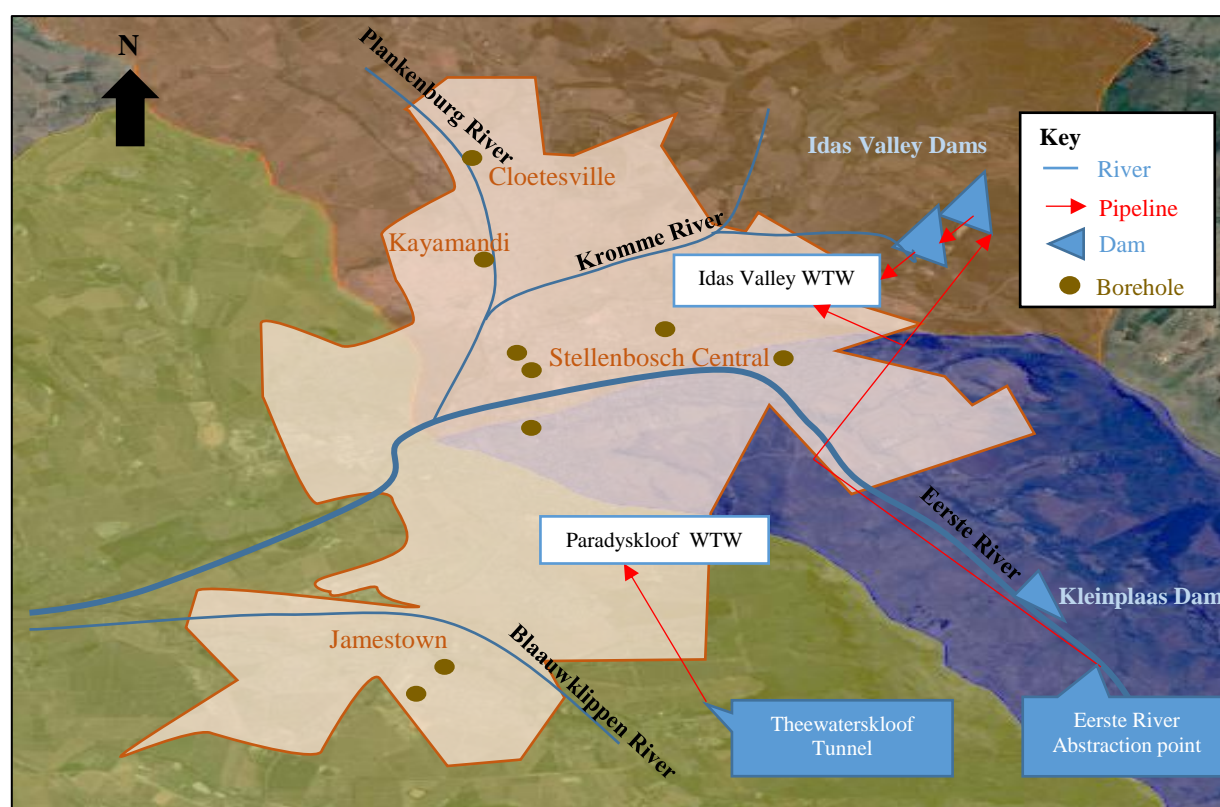 N
Plankenburg River
Idas Valley Dams
Key
River
Pipeline
Dam
Borehole
Cloetesville
Kayamandi
Kromme River
Idas Valley WTW
Stellenbosch Central
Eerste River
Paradyskloof WTW
Kleinplaas Dam
Jamestown
Blaauwklippen River
Theewaterskloof
Tunnel
Eerste River
Abstraction point